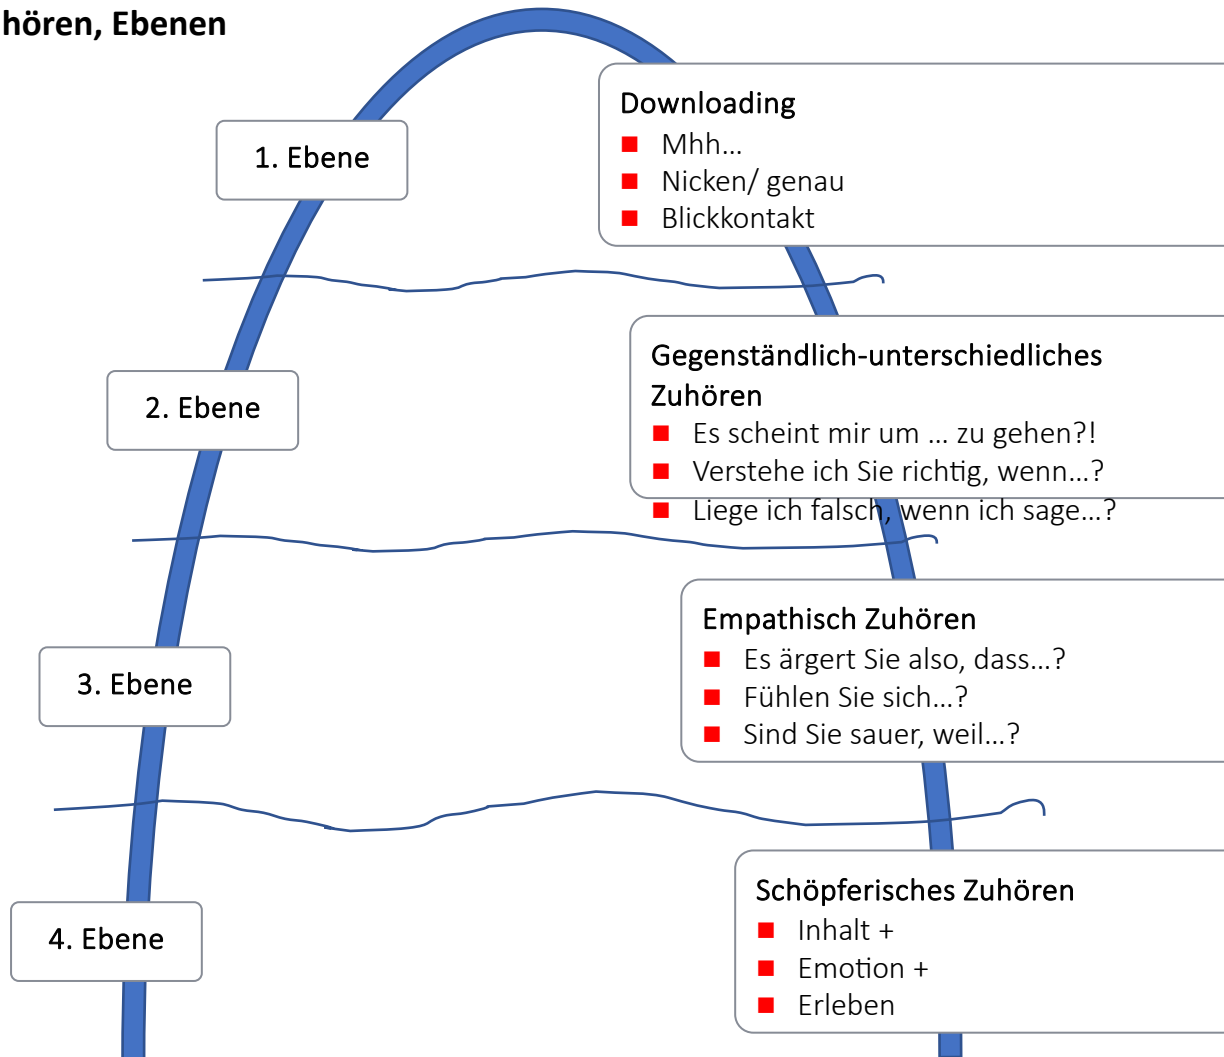 hören, Ebenen
1. Ebene
Downloading
Mhh...
Nicken/ genau
Blickkontakt
2. Ebene
Gegenständlich-unterschiedliches
Zuhören
Es scheint mir um ... zu gehen?!
Verstehe ich Sie richtig, wenn...?
Liege ich falsch, wenn ich sage...?
3. Ebene
Empathisch Zuhören
Es ärgert Sie also, dass...?
Fühlen Sie sich...?
Sind Sie sauer, weil...?
4. Ebene
Schöpferisches Zuhören
Inhalt +
Emotion +
Erleben